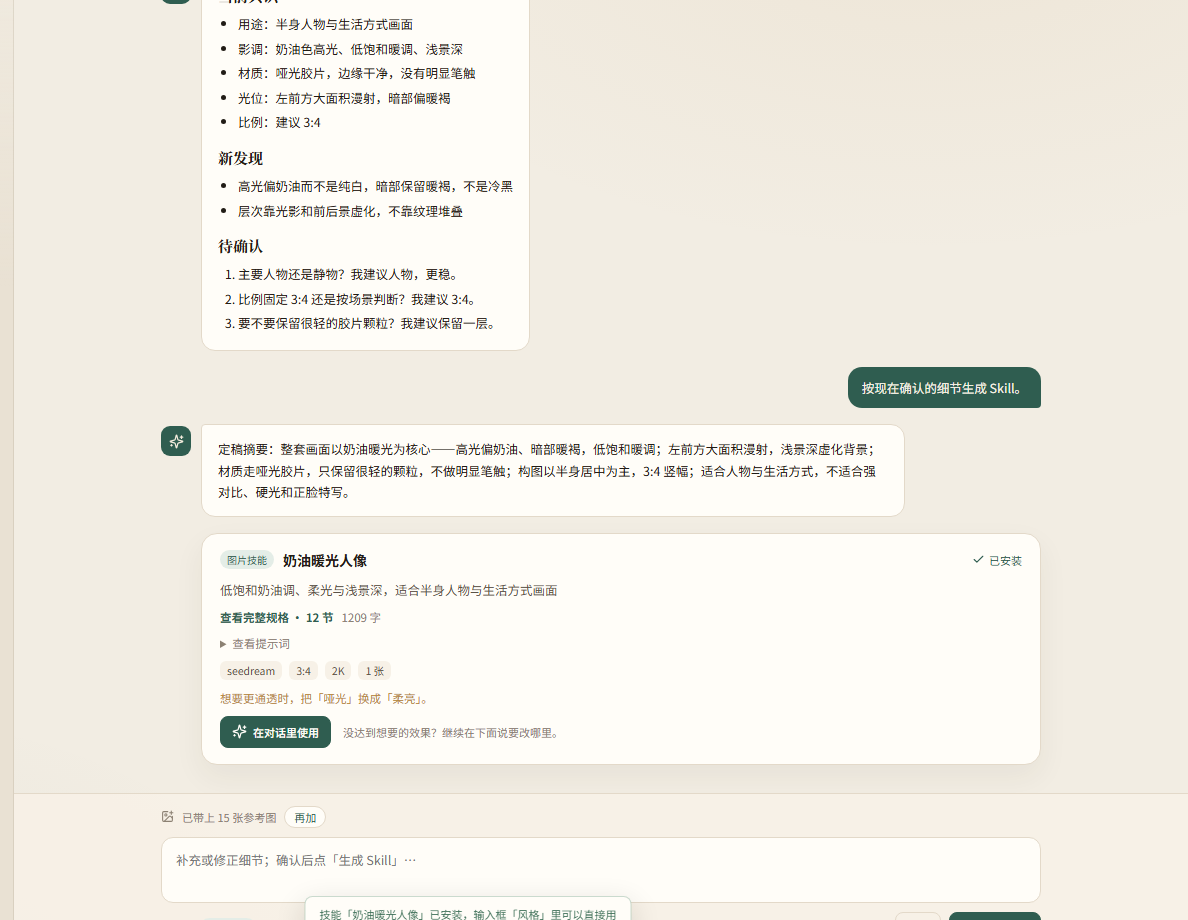 用途：半身人物与生活方式画面
影调：奶油色高光、低饱和暖调、浅景深
材质：哑光胶片，边缘干净，没有明显笔触
光位：左前方大面积漫射，暗部偏暖褐
比例：建议 3:4
新发现
高光偏奶油而不是纯白，暗部保留暖褐，不是冷黑
层次靠光影和前后景虚化，不靠纹理堆叠
待确认
1. 主要人物还是静物？我建议人物，更稳。
2. 比例固定 3:4 还是按场景判断？我建议 3:4。
3. 要不要保留很轻的胶片颗粒？我建议保留一层。
按现在确认的细节生成 Skill。
定稿摘要：整套画面以奶油暖光为核心——高光偏奶油、暗部暖褐，低饱和暖调；左前方大面积漫射，浅景深虚化背景；
材质走哑光胶片，只保留很轻的颗粒，不做明显笔触；构图以半身居中为主，3:4 竖幅；适合人物与生活方式，不适合强
对比、硬光和正脸特写。
图片技能 奶油暖光人像 已安装
低饱和奶油调、柔光与浅景深，适合半身人物与生活方式画面
查看完整规格 · 12 节 1209 字
查看提示词
seedream 3:4 2K 1 张
想要更通透时，把「哑光」换成「柔亮」。
在对话里使用 没达到想要的效果？继续在下面说要改哪里。
已带上 15 张参考图 再加
补充或修正细节；确认后点「生成 Skill」…
技能「奶油暖光人像」已安装，输入框「风格」里可以直接用